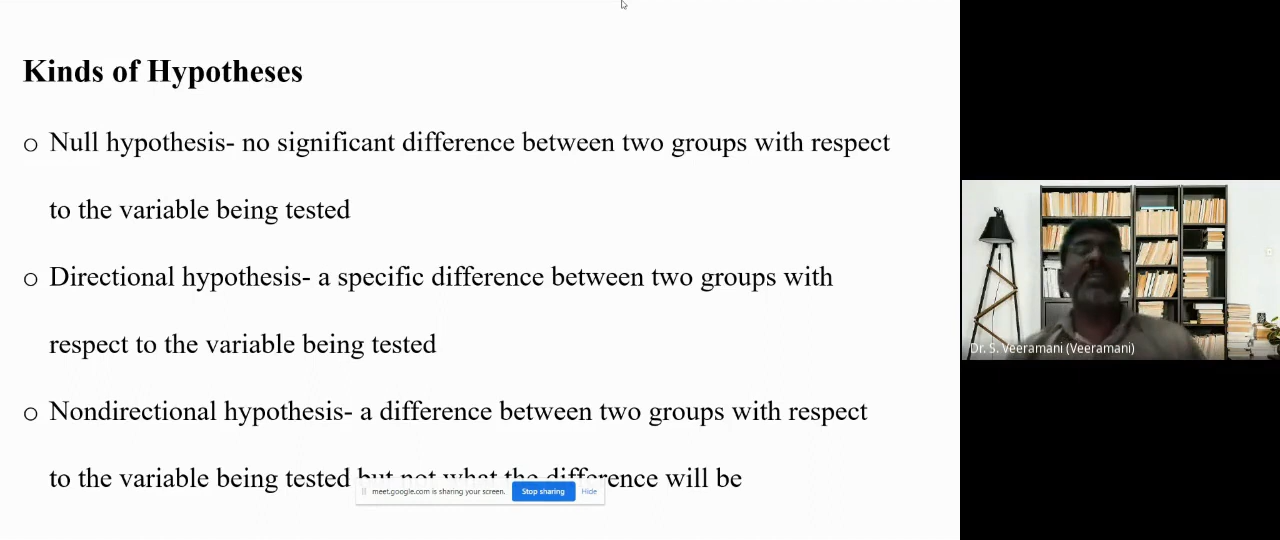 Kinds of Hypotheses
o Null hypothesis- no significant difference between two groups with respect
to the variable being tested
o Directional hypothesis- a specific difference between two groups with
respect to the variable being tested
o Nondirectional hypothesis- a difference between two groups with respect
to the variable being tested but not what the difference will be
meet.google.com is sharing your screen. Stop sharing Hide
Dr. S. Veeramani (Veeramani)